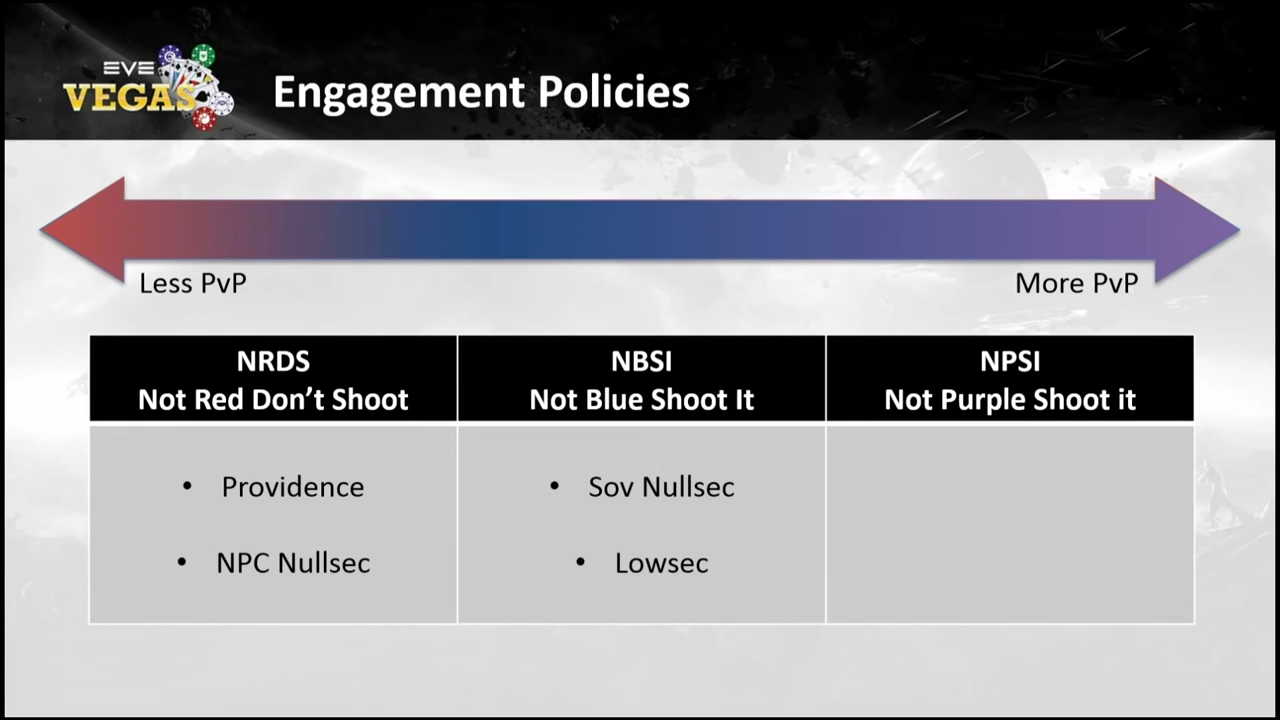 EVE
VEGAS
Engagement Policies
Less PvP
More PvP
NRDS
Not Red Don’t Shoot
NBSI
Not Blue Shoot It
NPSI
Not Purple Shoot it
• Providence
• NPC Nullsec
• Sov Nullsec
• Lowsec